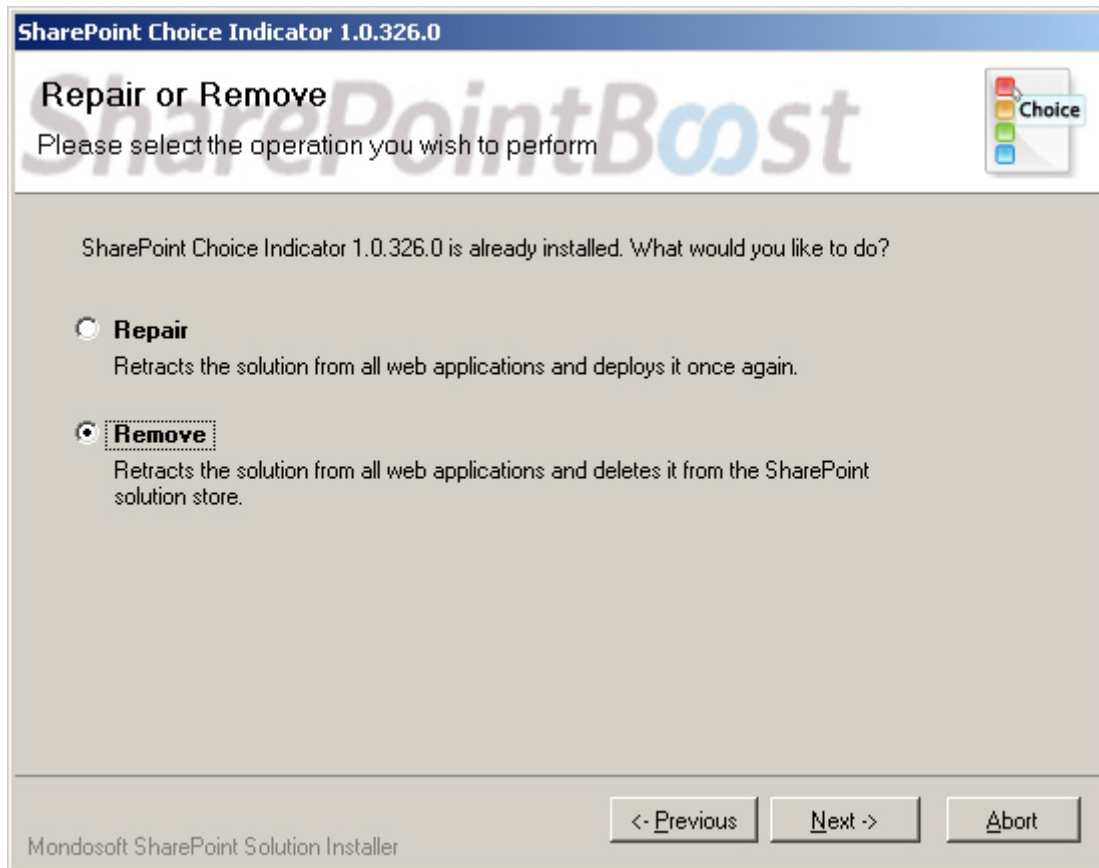 SharePoint Choice Indicator 1.0.326.0
SharePointBoost
Repair or Remove
Please select the operation you wish to perform
Choice
SharePoint Choice Indicator 1.0.326.0 is already installed. What would you like to do?
Repair
Retracts the solution from all web applications and deploys it once again.
Remove
Retracts the solution from all web applications and deletes it from the SharePoint
solution store.
<- Previous
Next ->
Abort
Mondosoft SharePoint Solution Installer